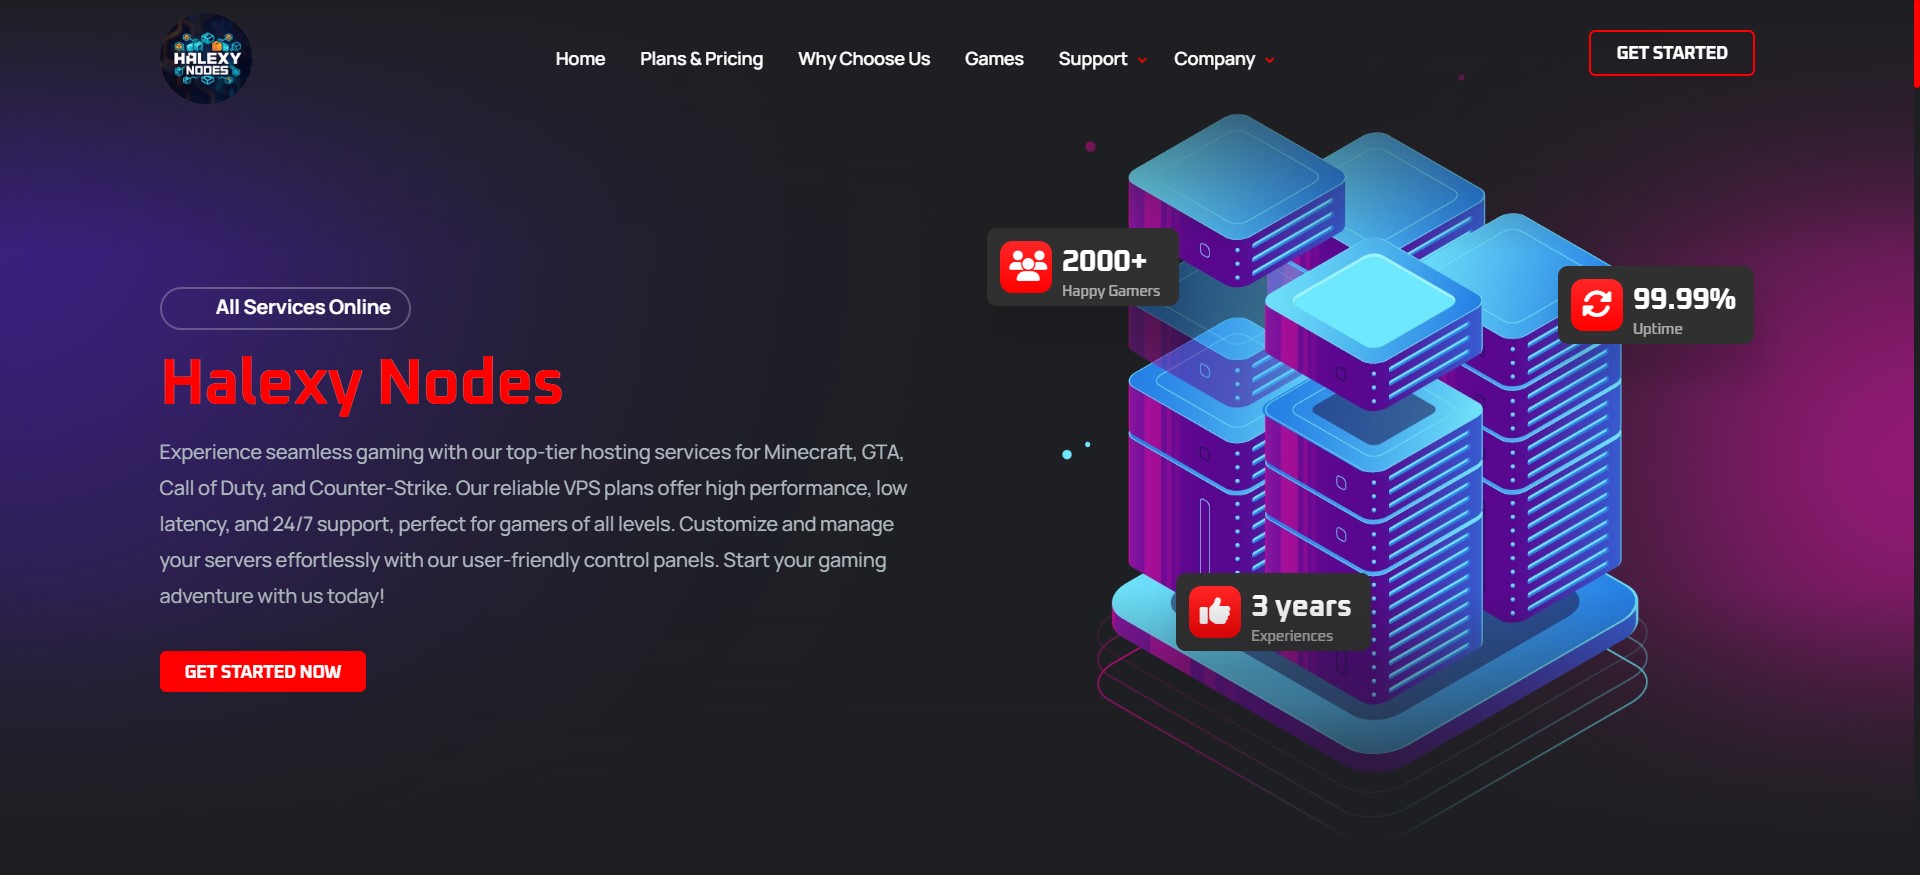 HALEXY
NODES
Home
Plans & Pricing
Why Choose Us
Games
Support
Company
GET STARTED
2000+
Happy Gamers
99.99%
Uptime
All Services Online
Halexy Nodes
Experience seamless gaming with our top-tier hosting services for Minecraft, GTA,
Call of Duty, and Counter-Strike. Our reliable VPS plans offer high performance, low
latency, and 24/7 support, perfect for gamers of all levels. Customize and manage
your servers effortlessly with our user-friendly control panels. Start your gaming
adventure with us today!
3 years
Experiences
GET STARTED NOW